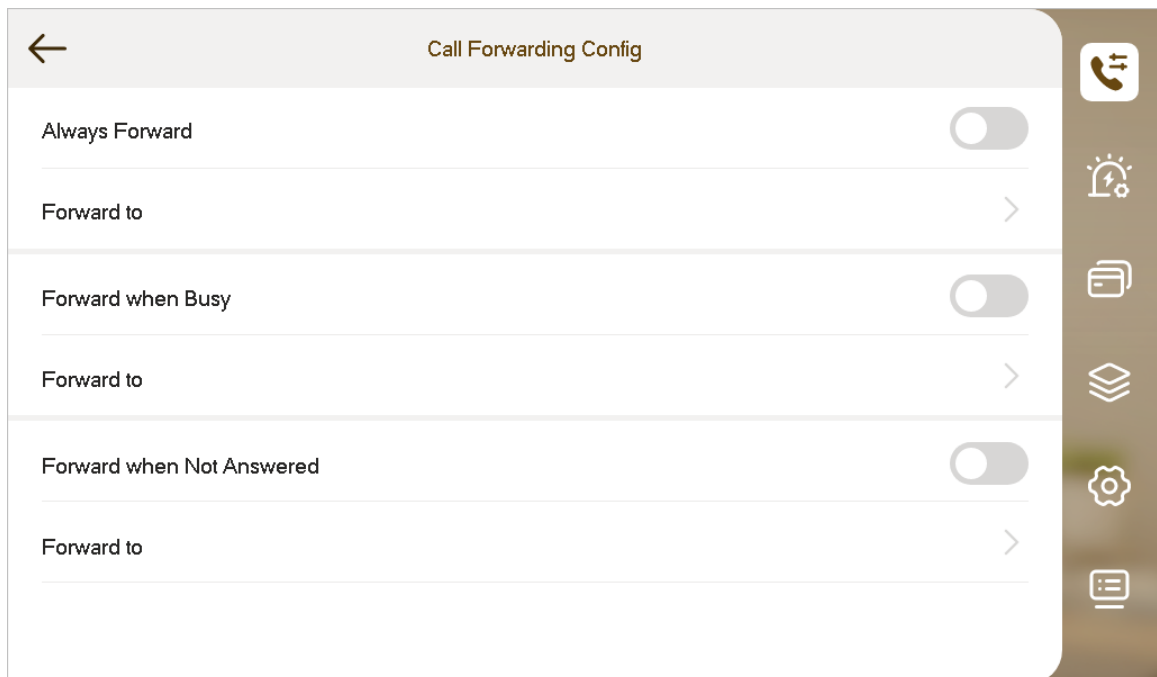 Call Forwarding Config
Always Forward
Forward to
Forward when Busy
Forward to
Forward when Not Answered
Forward to